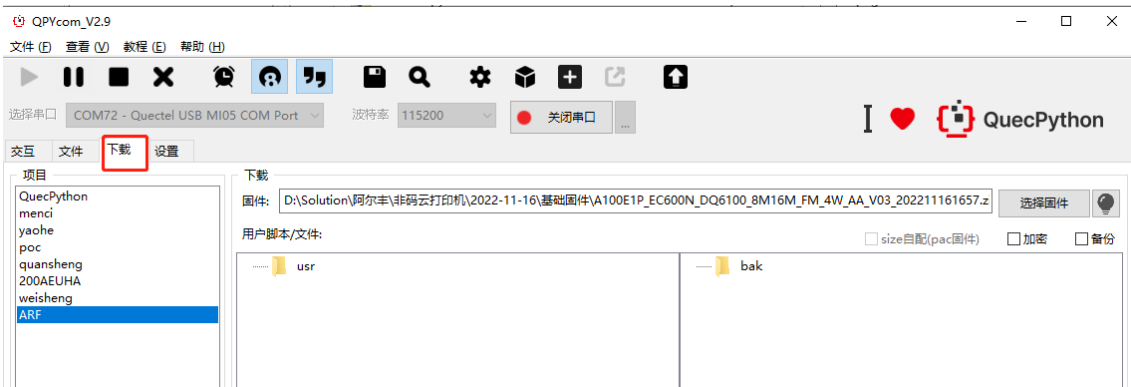 QPYcom_V2.9
文件 (F) 查看 (V) 教程 (E) 帮助 (H)
选择串口 COM72 - Quectel USB MI05 COM Port 波特率 115200 关闭串口 ... QuecPython
交互 文件 下载 设置
项目
QuecPython
menci
yaohe
poc
quansheng
200AEUHA
weisheng
ARF
下载
固件: D:\Solution\阿尔丰\非码云打印机\2022-11-16\基础固件\A100E1P_EC600N_DQ6100_8M16M_FM_4W_AA_V03_202211161657.z 选择固件
用户脚本/文件: size自配(pac固件) 加密 备份
usr
bak